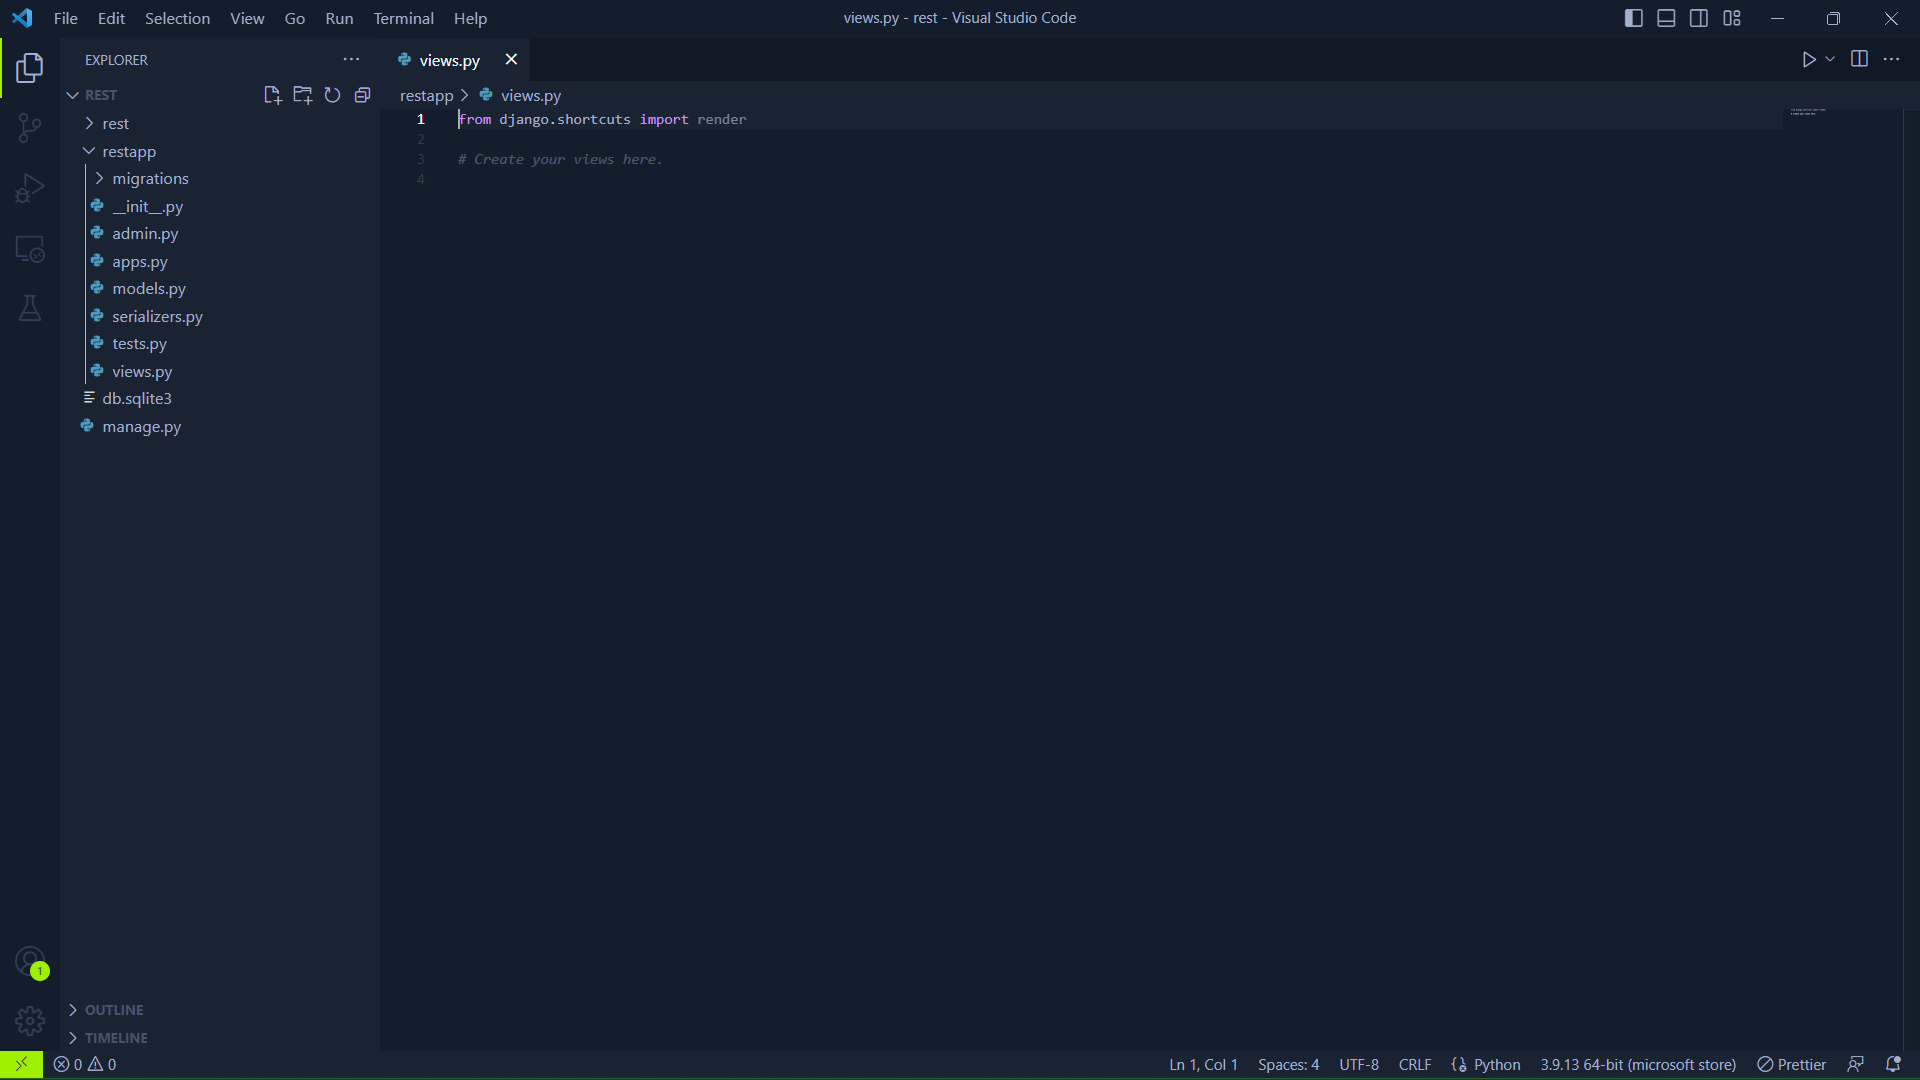 File Edit Selection View Go Run Terminal Help
views.py - rest - Visual Studio Code
EXPLORER
REST
rest
restapp
migrations
__init__.py
admin.py
apps.py
models.py
serializers.py
tests.py
views.py
db.sqlite3
manage.py
OUTLINE
TIMELINE
views.py
restapp > views.py
1 from django.shortcuts import render
2
3 # Create your views here.
4
1
0 0
Ln 1, Col 1 Spaces: 4 UTF-8 CRLF Python 3.9.13 64-bit (microsoft store) Prettier